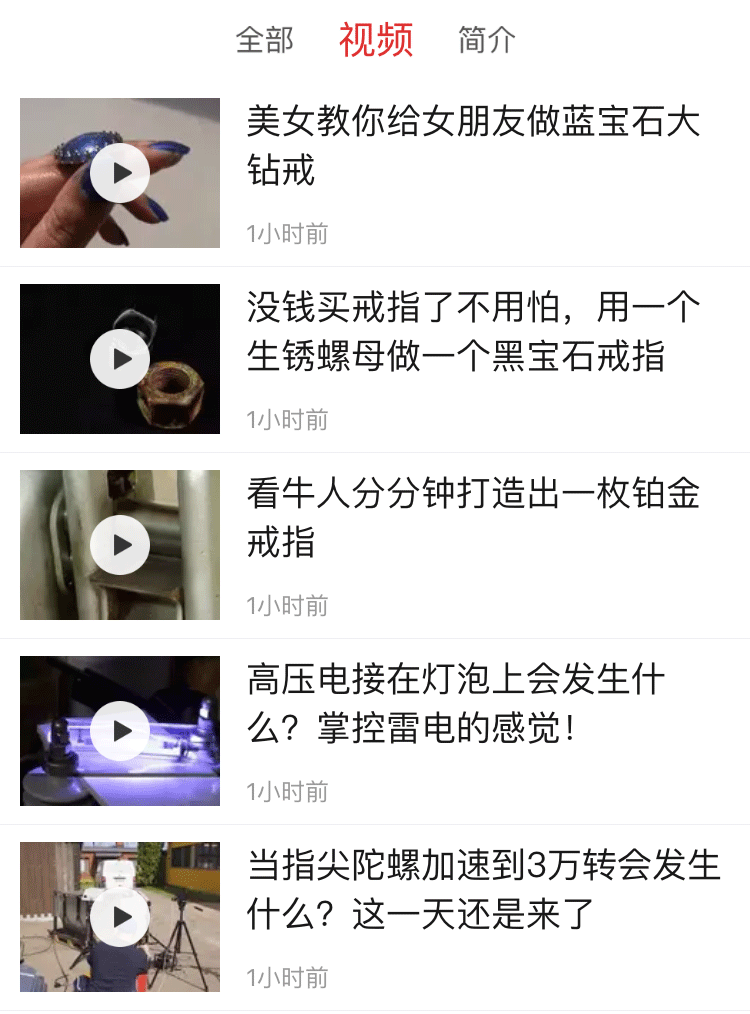 全部 视频 简介
美女教你给女朋友做蓝宝石大
钻戒
1小时前
没钱买戒指了不用怕，用一个
生锈螺母做一个黑宝石戒指
1小时前
看牛人分分钟打造出一枚铂金
戒指
1小时前
高压电接在灯泡上会发生什
么？掌控雷电的感觉！
1小时前
当指尖陀螺加速到3万转会发生
什么？这一天还是来了
1小时前